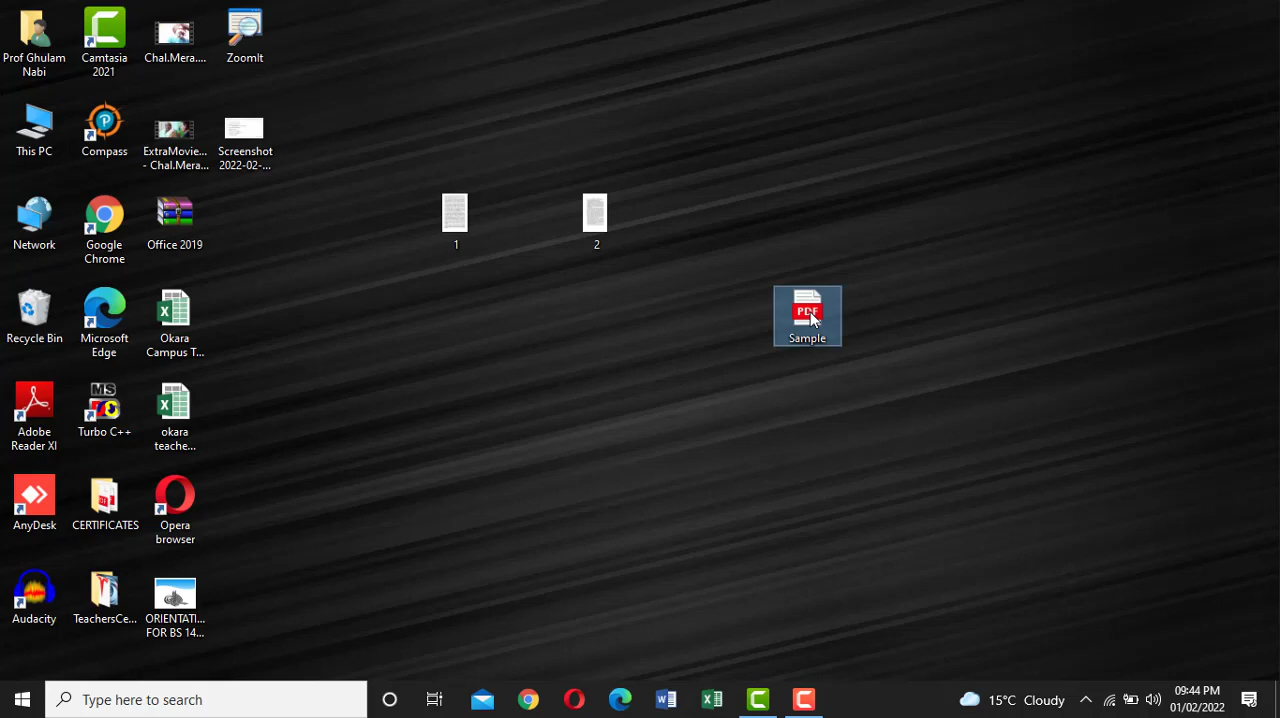 Prof Ghulam
Nabi
Camtasia
2021
Chal.Mera....
ZoomIt
This PC
Compass
ExtraMovie...
- Chal.Mera...
Screenshot
2022-02-...
Network
Google
Chrome
Office 2019
1
2
Recycle Bin
Microsoft
Edge
Okara
Campus T...
PDF
Sample
Adobe
Reader XI
MS
Turbo C++
okara
teache...
AnyDesk
CERTIFICATES
Opera
browser
Audacity
TeachersCe...
ORIENTATI...
FOR BS 14...
Type here to search
15°C Cloudy
09:44 PM
01/02/2022